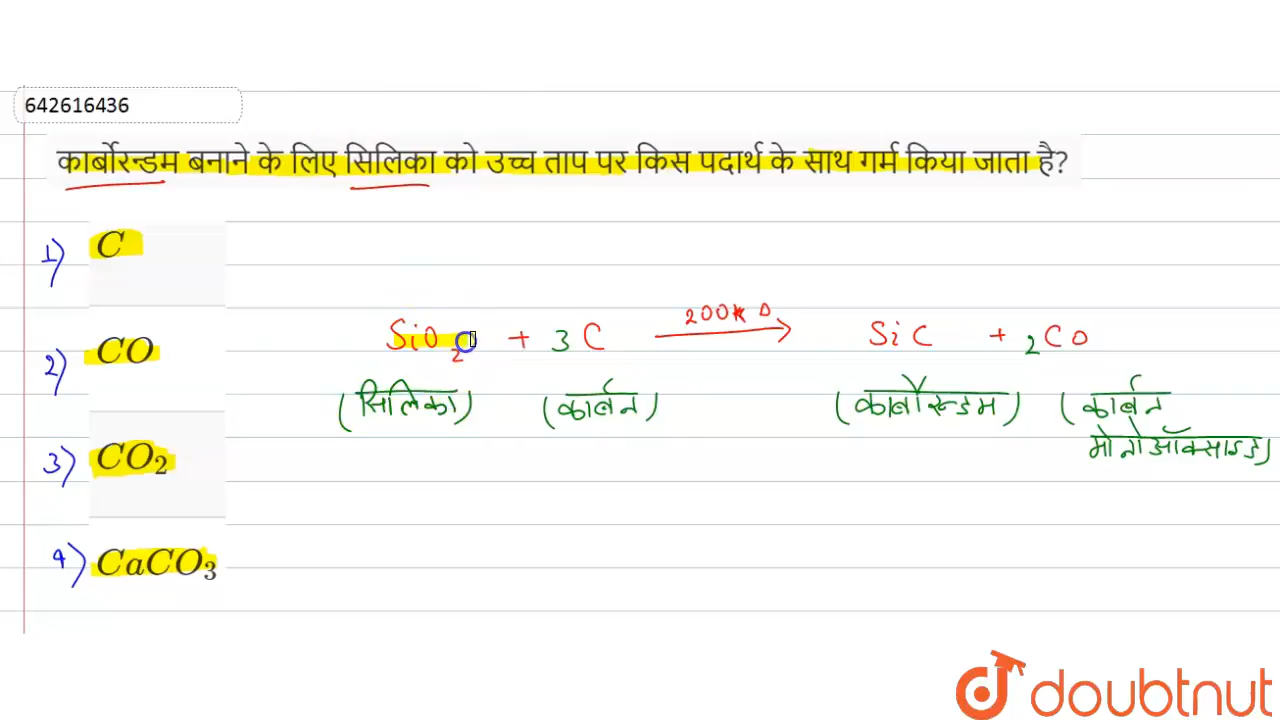 642616436
कार्बोरन्डम बनाने के लिए सिलिका को उच्च ताप पर किस पदार्थ के साथ गर्म किया जाता है?
1) C
2) CO
3) CO₂
4) CaCO₃
SiO₂ + 3C → SiC + 2CO
(सिलिका) (कार्बन) (कार्बोरन्डम) (कार्बन
मोनोऑक्साइड)
doubtnut